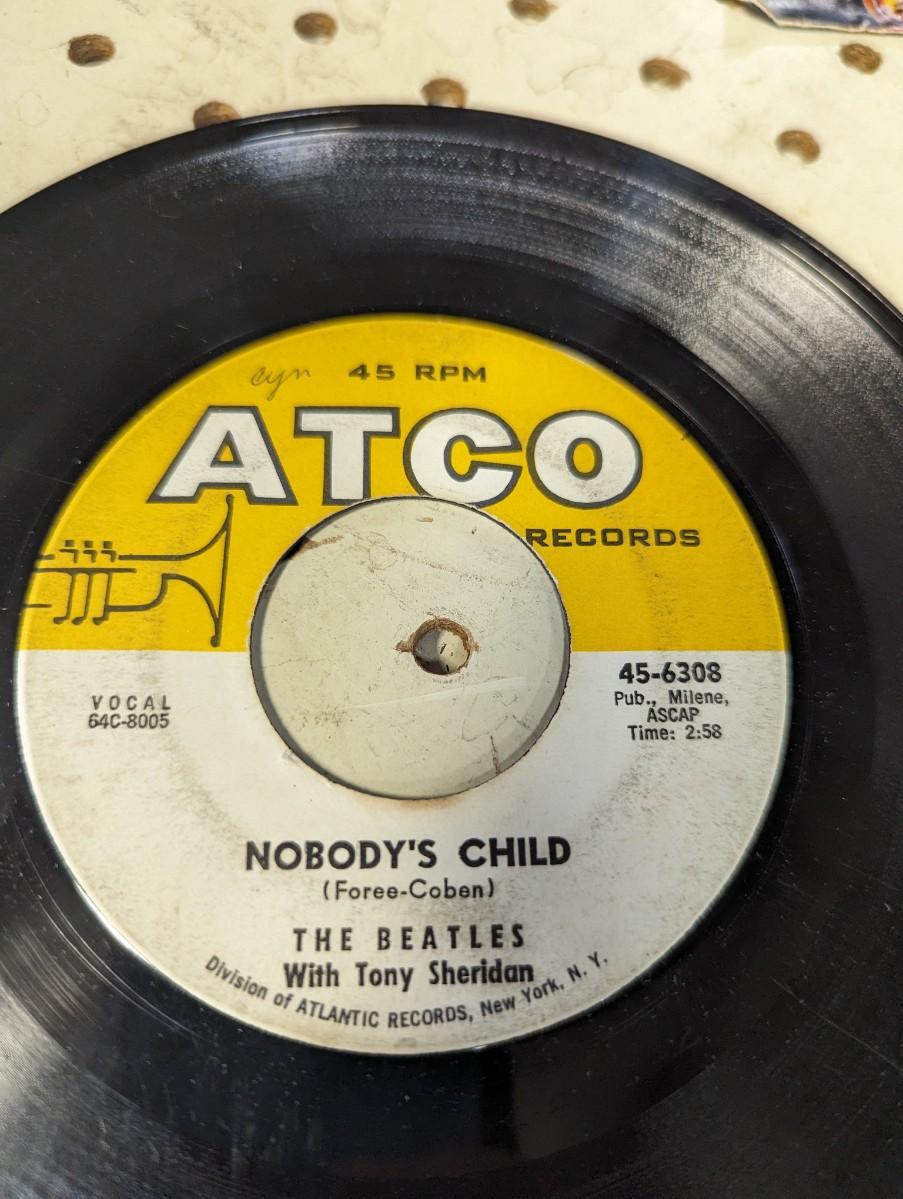 cyn 45 RPM
ATCO
RECORDS
VOCAL
64C-8005
45-6308
Pub., Milene,
ASCAP
Time: 2:58
NOBODY'S CHILD
(Foree-Coben)
THE BEATLES
With Tony Sheridan
Division of ATLANTIC RECORDS, New York, N. Y.